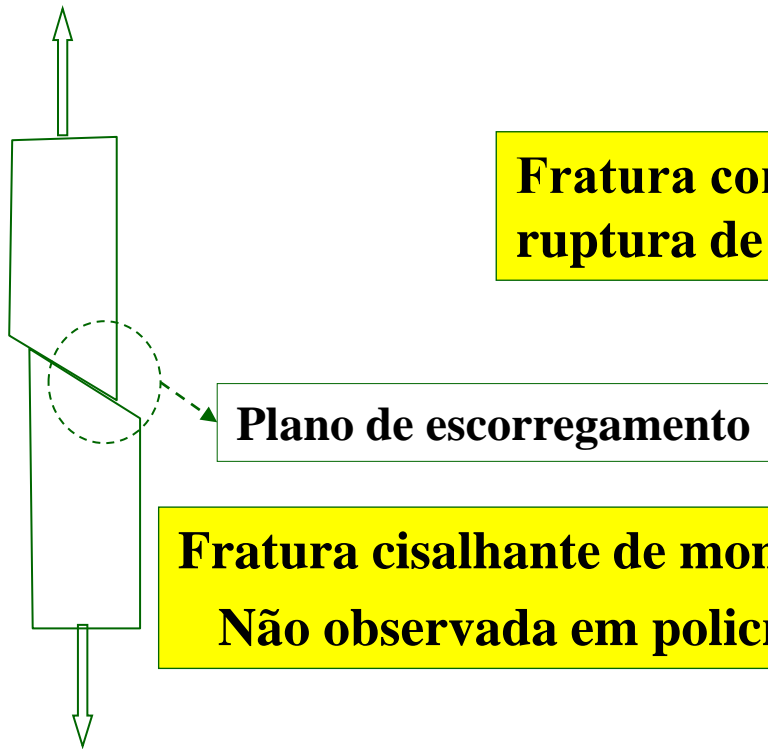 Fratura
ruptura de
Plano de escorregamento
Fratura cisalhante de
Não observada em